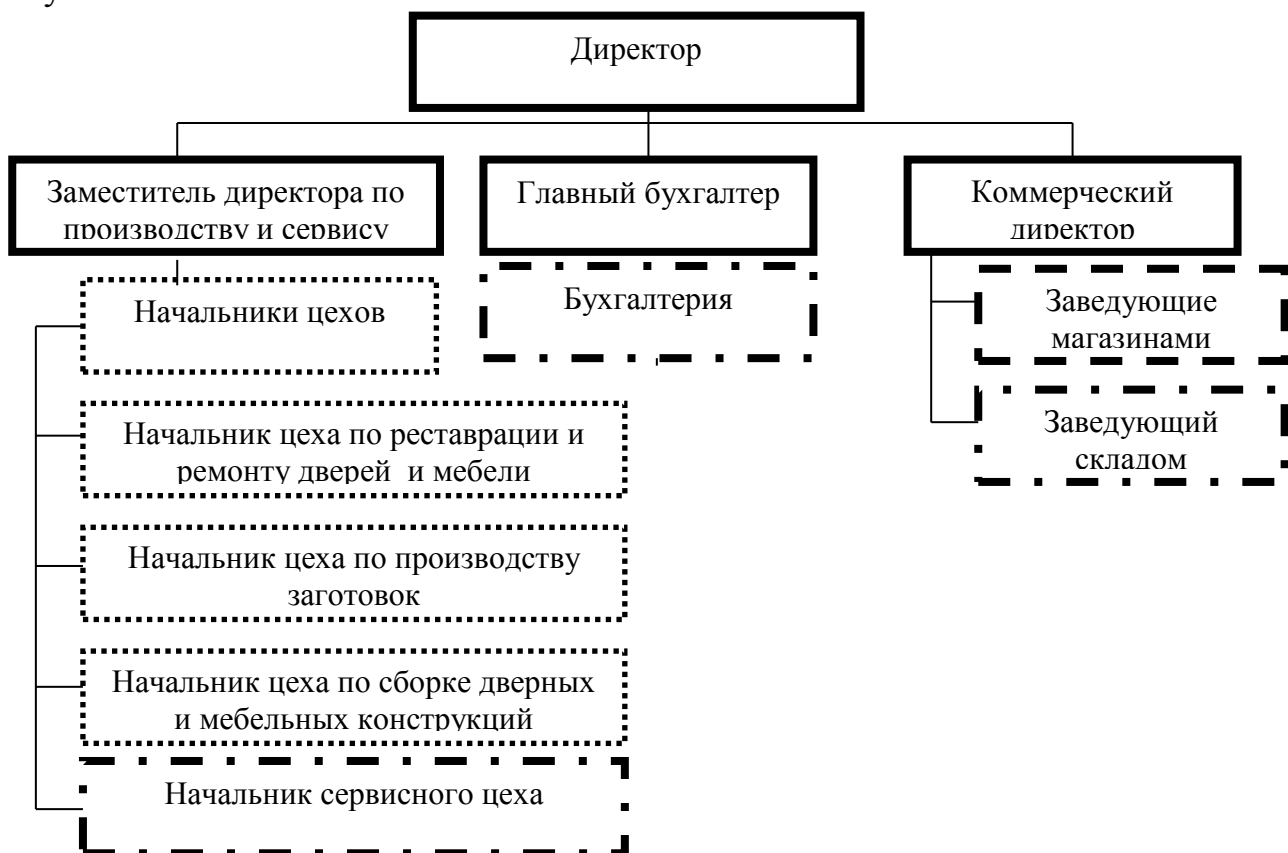 Директор
Заместитель директора по
производству и сервису
Главный бухгалтер
Коммерческий
директор
Начальники цехов
Бухгалтерия
Заведующие
магазинами
Начальник цеха по реставрации и
ремонту дверей и мебели
Заведующий
складом
Начальник цеха по производству
заготовок
Начальник цеха по сборке дверных
и мебельных конструкций
Начальник сервисного цеха